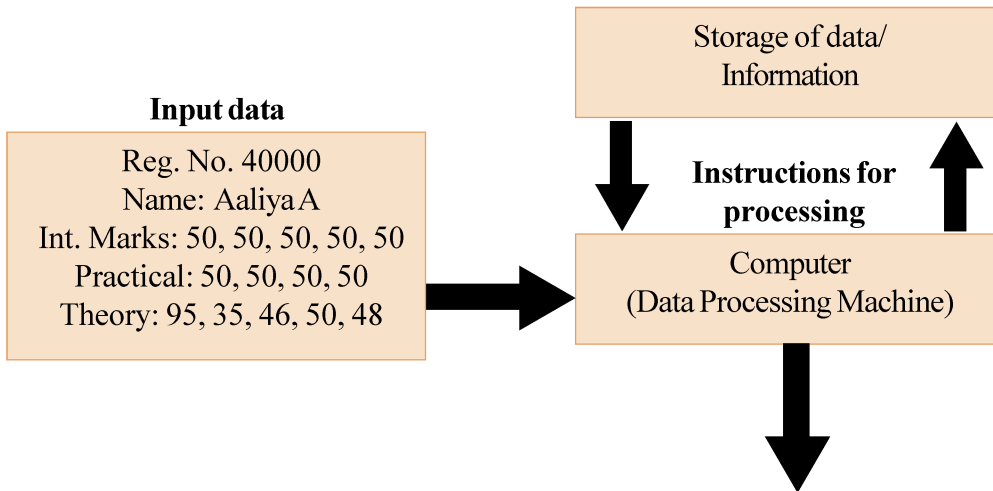 Storage of data/
Information
Input data
Reg. No. 40000
Name: Aaliya A
Int. Marks: 50, 50, 50, 50, 50
Practical: 50, 50, 50, 50
Theory: 95, 35, 46, 50, 48
Instructions for
processing
Computer
(Data Processing Machine)